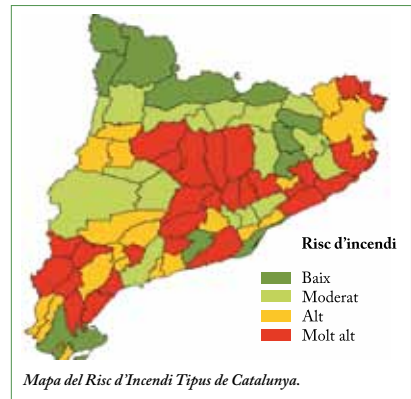 Risc d'incendi
Baix
Moderat
Alt
Molt alt
Mapa del Risc d'Incendi Tipus de Catalunya.